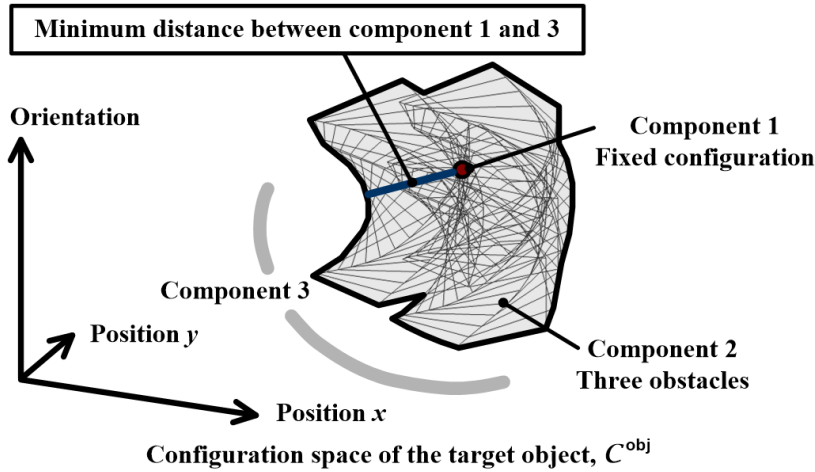 Minimum distance between component 1 and 3
Orientation
Component 1
Fixed configuration
Component 3
Position y
Component 2
Three obstacles
Position x
Configuration space of the target object, C^obj